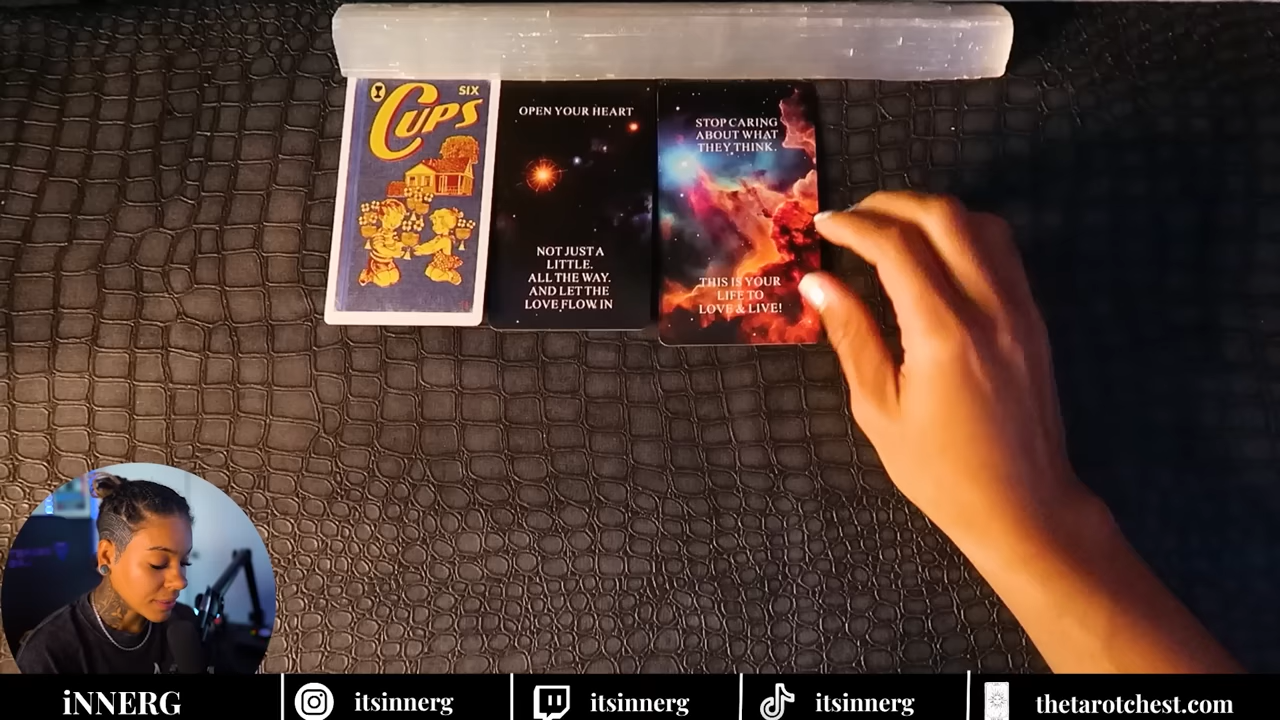 SIX
CUPS
OPEN YOUR HEART
NOT JUST A
LITTLE.
ALL THE WAY.
AND LET THE
LOVE FLOW IN
STOP CARING
ABOUT WHAT
THEY THINK.
THIS IS YOUR
LIFE TO
LOVE & LIVE!
iNNERG
itsinnerg
itsinnerg
itsinnerg
thetarotchest.com